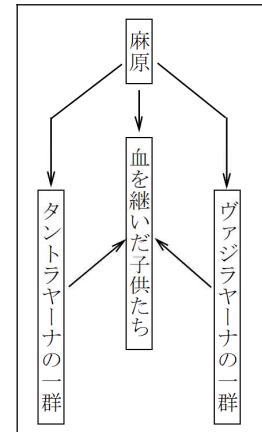 麻原
血を継いだ子供たち
ヴァジラヤーナの一群
タントラヤーナの一群